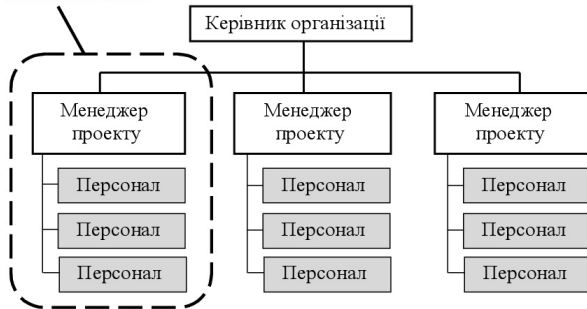 Керівник організації
Менеджер
проекту
Менеджер
проекту
Менеджер
проекту
Персонал
Персонал
Персонал
Персонал
Персонал
Персонал
Персонал
Персонал
Персонал